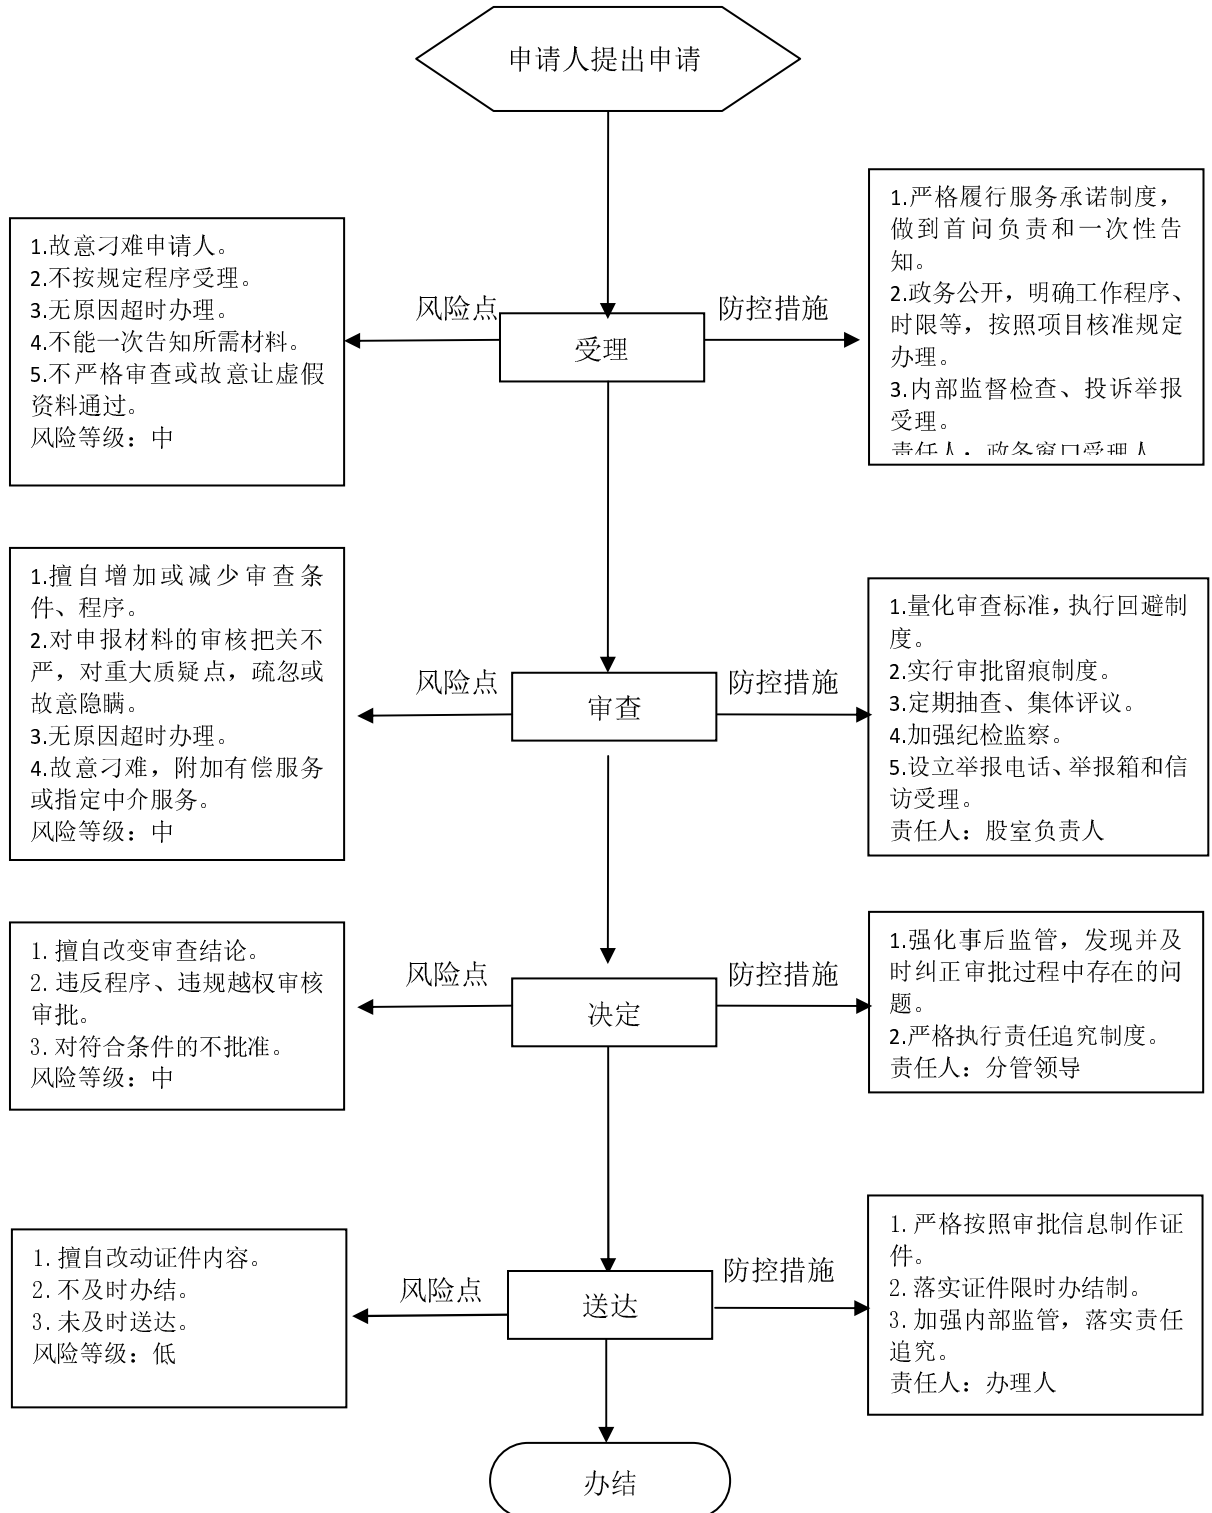 申请人提出申请
1.故意刁难申请人。
2.不按规定程序受理。
3.无原因超时办理。
4.不能一次告知所需材料。
5.不严格审查或故意让虚假
资料通过。
风险等级：中
风险点
受理
防控措施
1.严格履行服务承诺制度，
做到首问负责和一次性告
知。
2.政务公开，明确工作程序、
时限等，按照项目核准规定
办理。
3.内部监督检查、投诉举报
受理。
责任人：政务窗口受理人
1.擅自增加或减少审查条
件、程序。
2.对申报材料的审核把关不
严，对重大质疑点，疏忽或
故意隐瞒。
3.无原因超时办理。
4.故意刁难，附加有偿服务
或指定中介服务。
风险等级：中
风险点
审查
防控措施
1.量化审查标准，执行回避制
度。
2.实行审批留痕制度。
3.定期抽查、集体评议。
4.加强纪检监察。
5.设立举报电话、举报箱和信
访受理。
责任人：股室负责人
1. 擅自改变审查结论。
2. 违反程序、违规越权审核
审批。
3. 对符合条件的不批准。
风险等级：中
风险点
决定
防控措施
1.强化事后监管，发现并及
时纠正审批过程中存在的问
题。
2.严格执行责任追究制度。
责任人：分管领导
1. 擅自改动证件内容。
2. 不及时办结。
3. 未及时送达。
风险等级：低
风险点
送达
防控措施
1. 严格按照审批信息制作证
件。
2. 落实证件限时办结制。
3. 加强内部监管，落实责任
追究。
责任人：办理人
办结